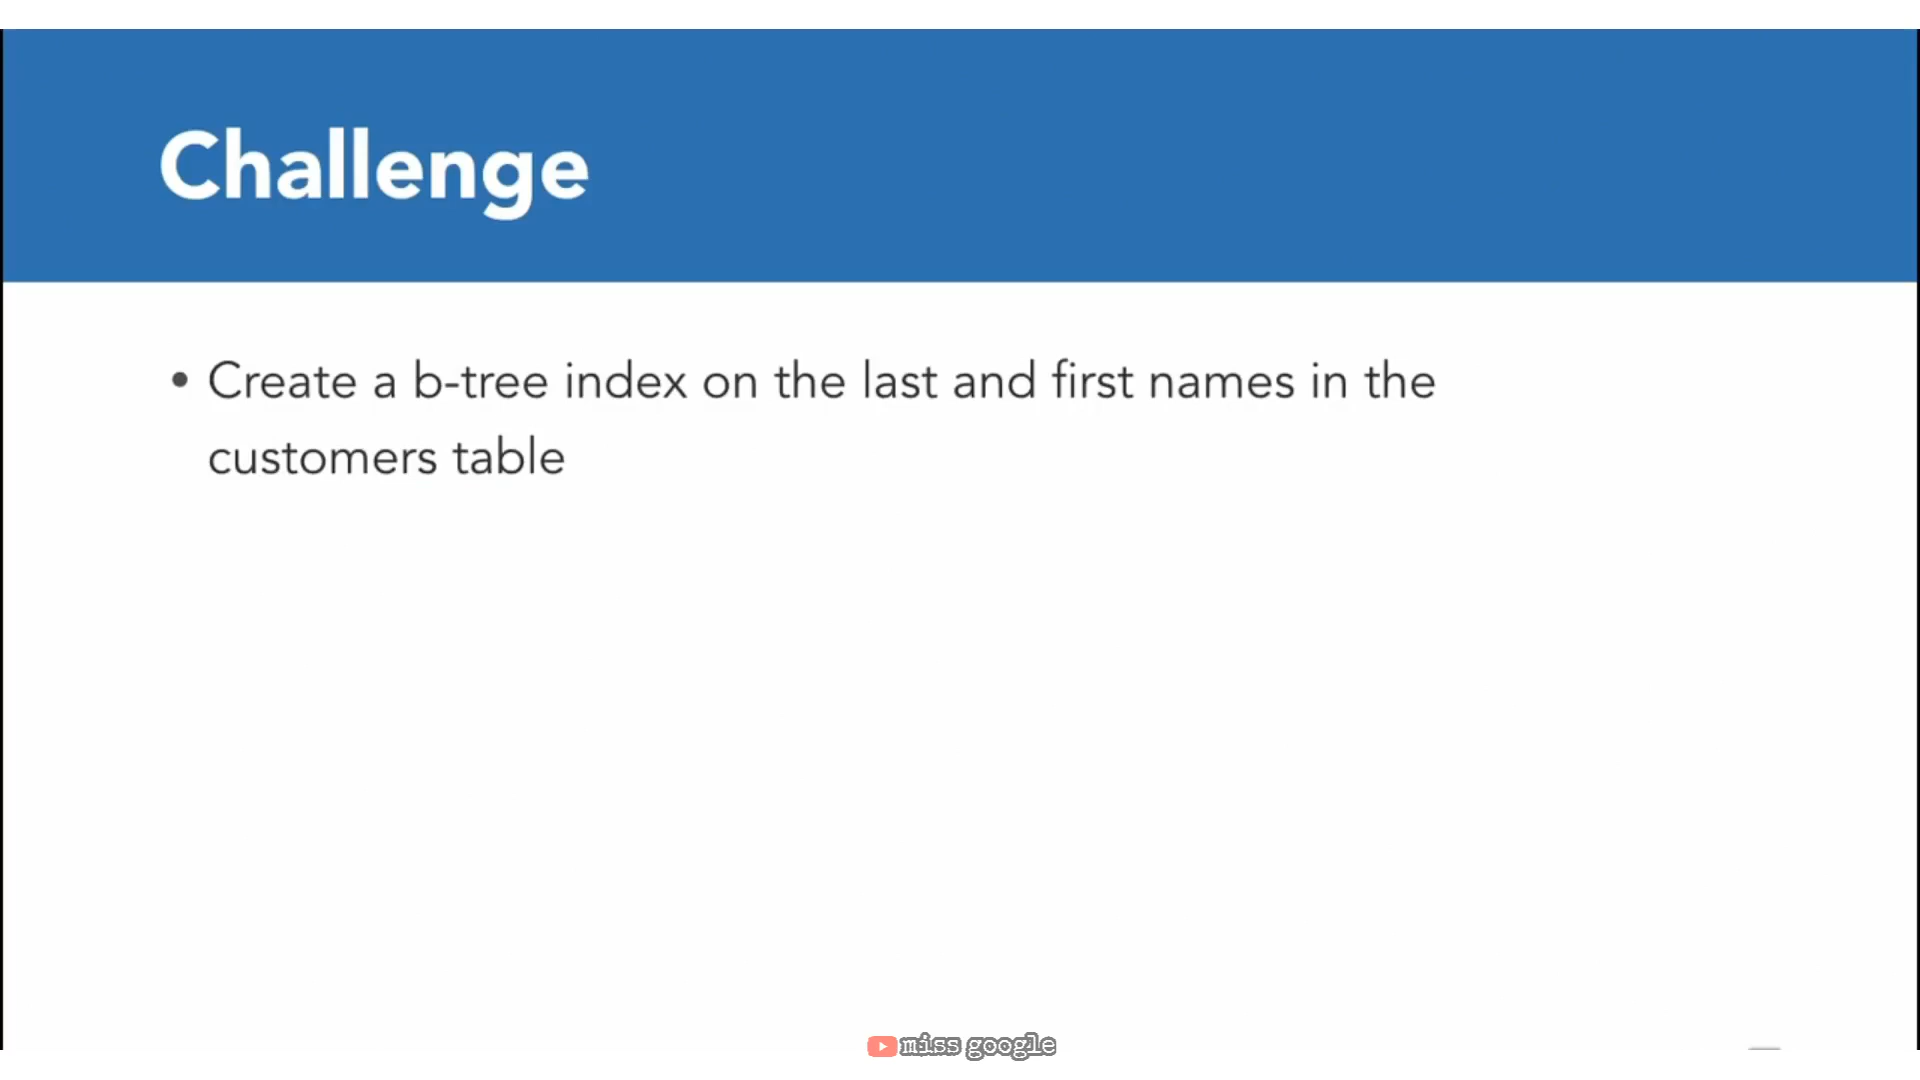 Challenge
• Create a b-tree index on the last and first names in the
customers table
miss google